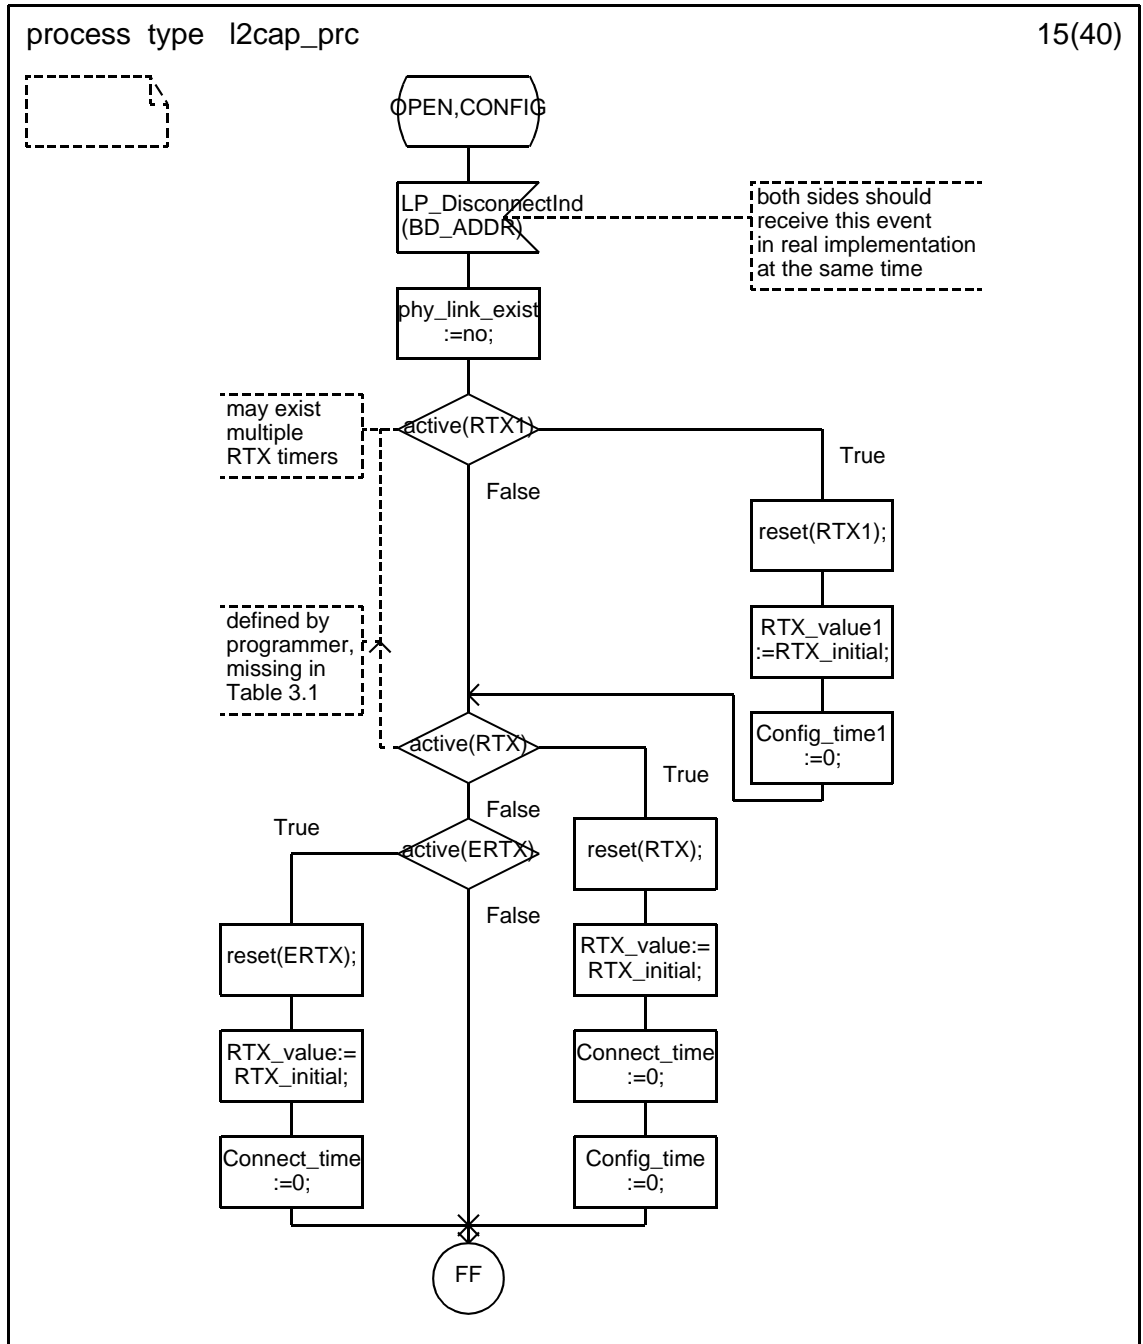 process type l2cap_prc
15(40)
OPEN,CONFIG
LP_DisconnectInd
(BD_ADDR)
both sides should
receive this event
in real implementation
at the same time
phy_link_exist
:=no;
may exist
multiple
RTX timers
active(RTX1)
True
False
reset(RTX1);
defined by
programmer,
missing in
Table 3.1
RTX_value1
:=RTX_initial;
Config_time1
:=0;
active(RTX)
True
False
True
active(ERTX)
reset(RTX);
False
reset(ERTX);
RTX_value:=
RTX_initial;
RTX_value:=
RTX_initial;
Connect_time
:=0;
Connect_time
:=0;
Config_time
:=0;
FF